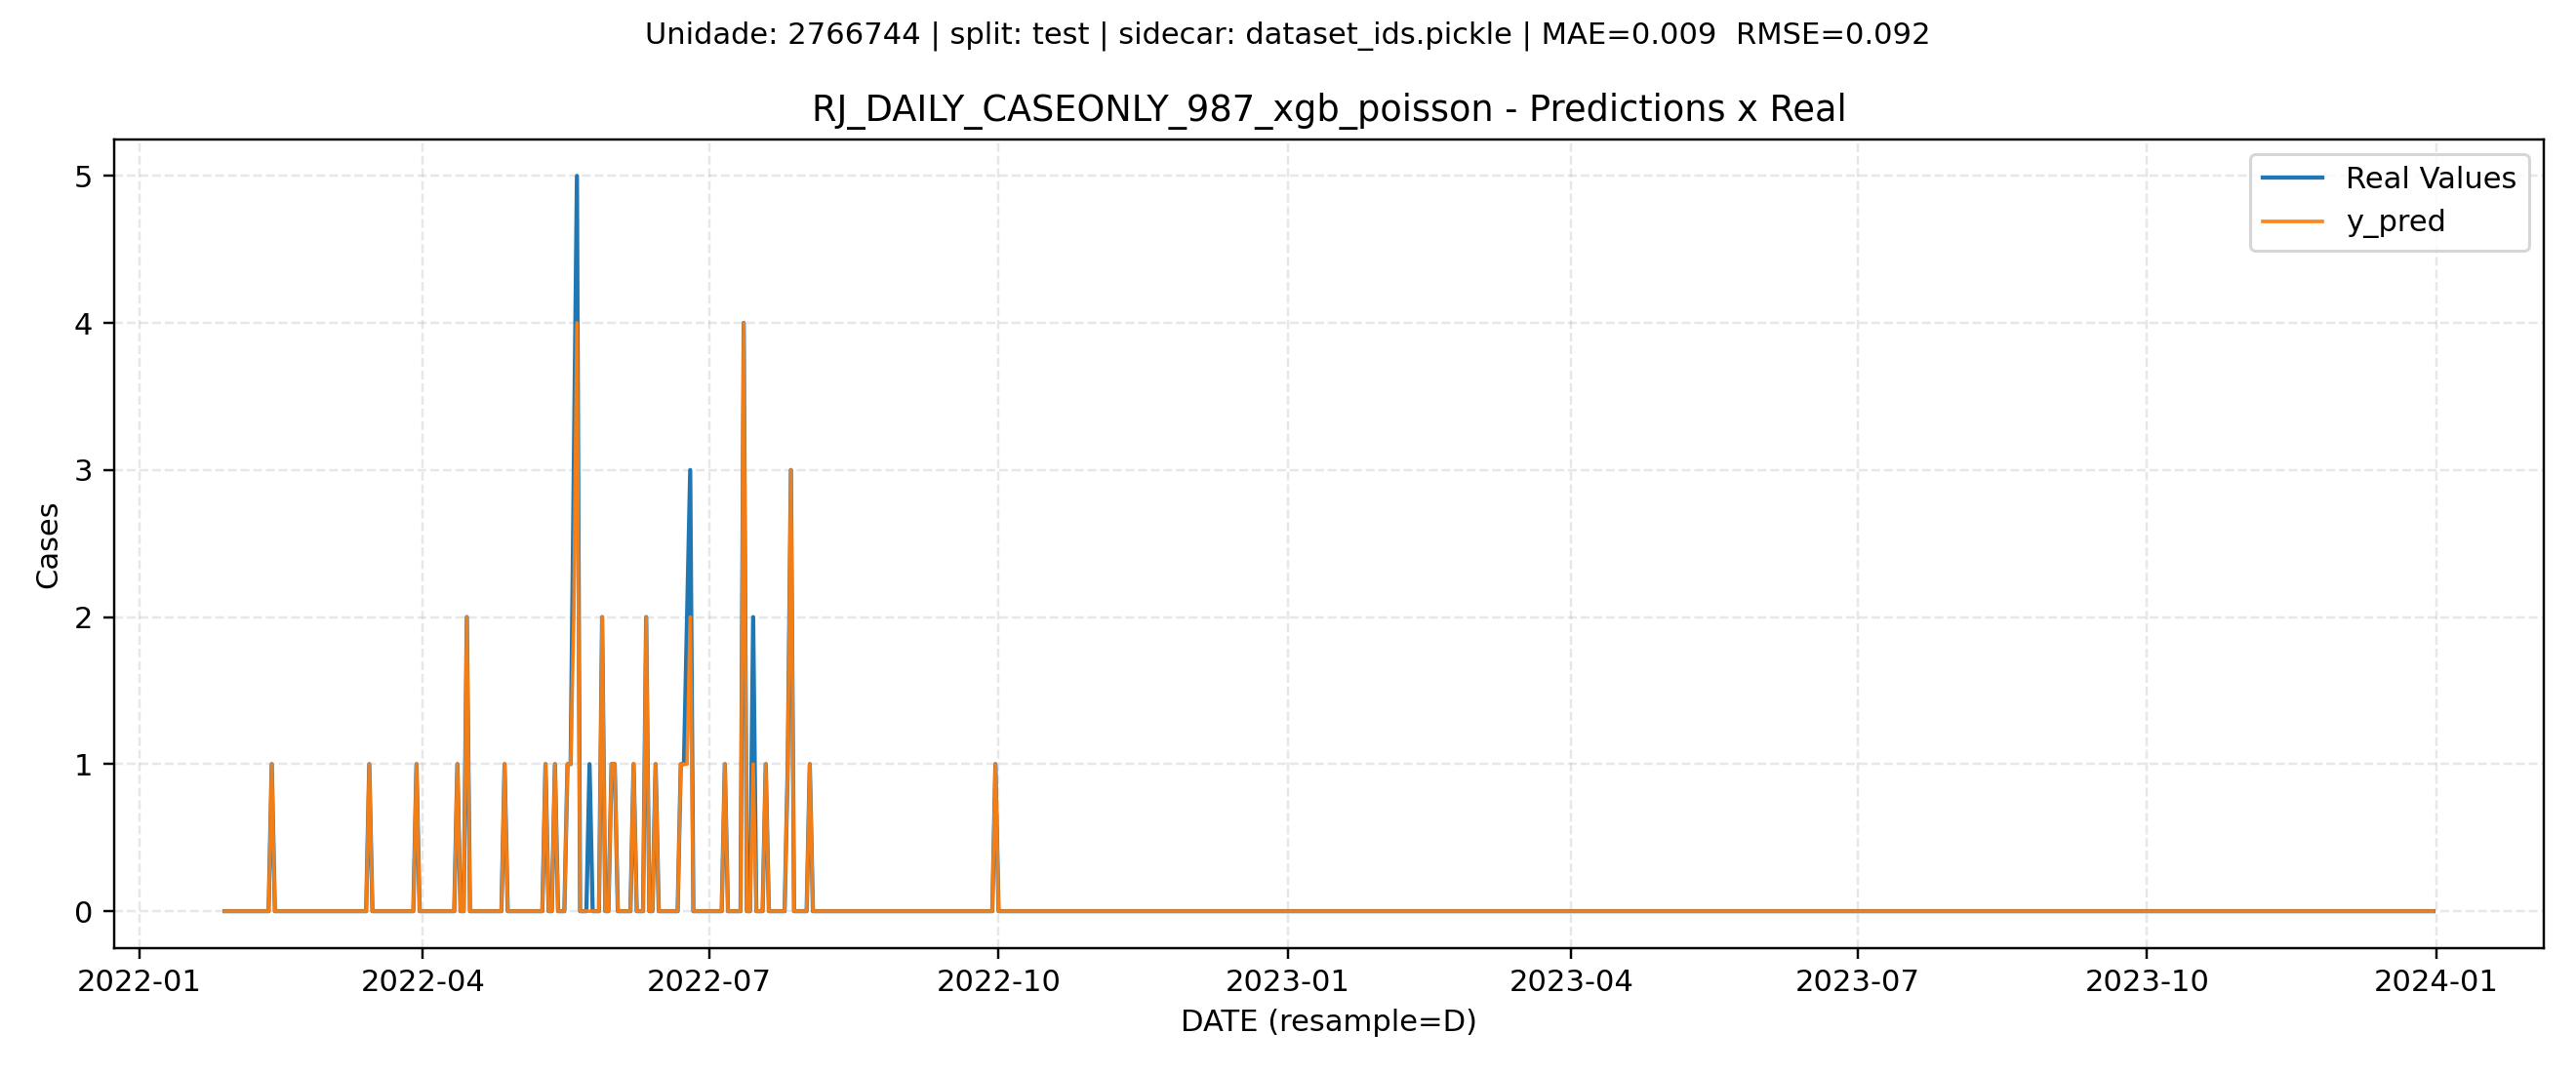 Unidade: 2766744 | split: test | sidecar: dataset_ids.pickle | MAE=0.009  RMSE=0.092
RJ_DAILY_CASEONLY_987_xgb_poisson - Predictions x Real
Real Values
y_pred
5
4
3
2
1
0
Cases
2022-01
2022-04
2022-07
2022-10
2023-01
2023-04
2023-07
2023-10
2024-01
DATE (resample=D)